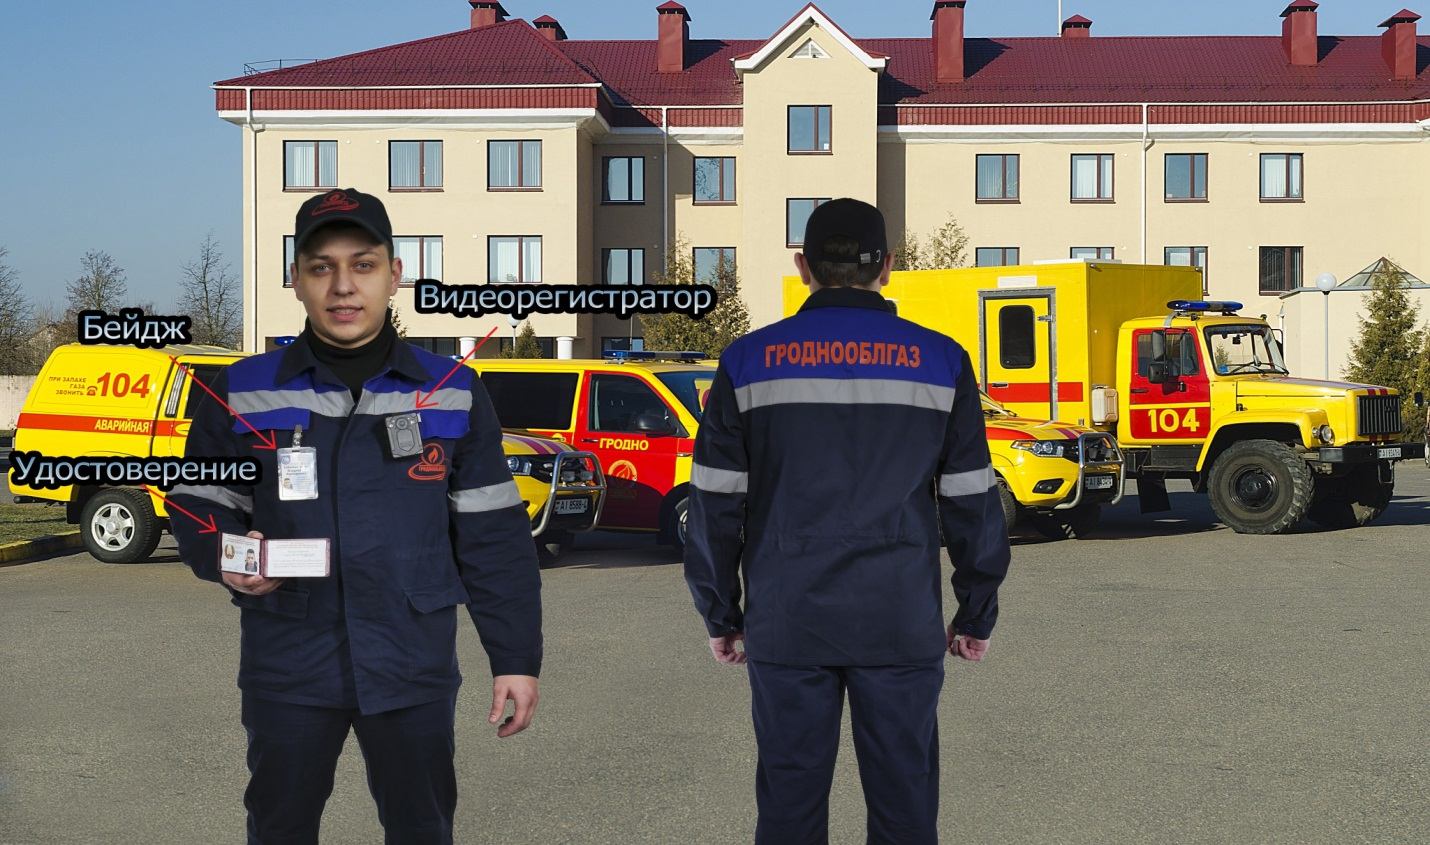 Видеорегистратор
Бейдж
Удостоверение
ПРИ ЗАПАХЕ
ГАЗА
ЗВОНИТЬ
104
АВАРИЙНАЯ
ГРОДНО
ГРОДНООБЛГАЗ
104